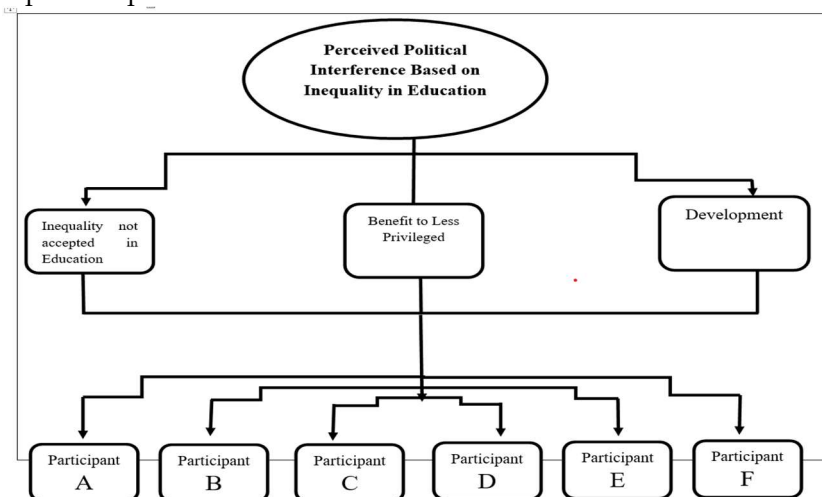 Perceived Political
Interference Based on
Inequality in Education
Inequality not
accepted in
Education
Benefit to Less
Privileged
Development
Participant
A
Participant
B
Participant
C
Participant
D
Participant
E
Participant
F